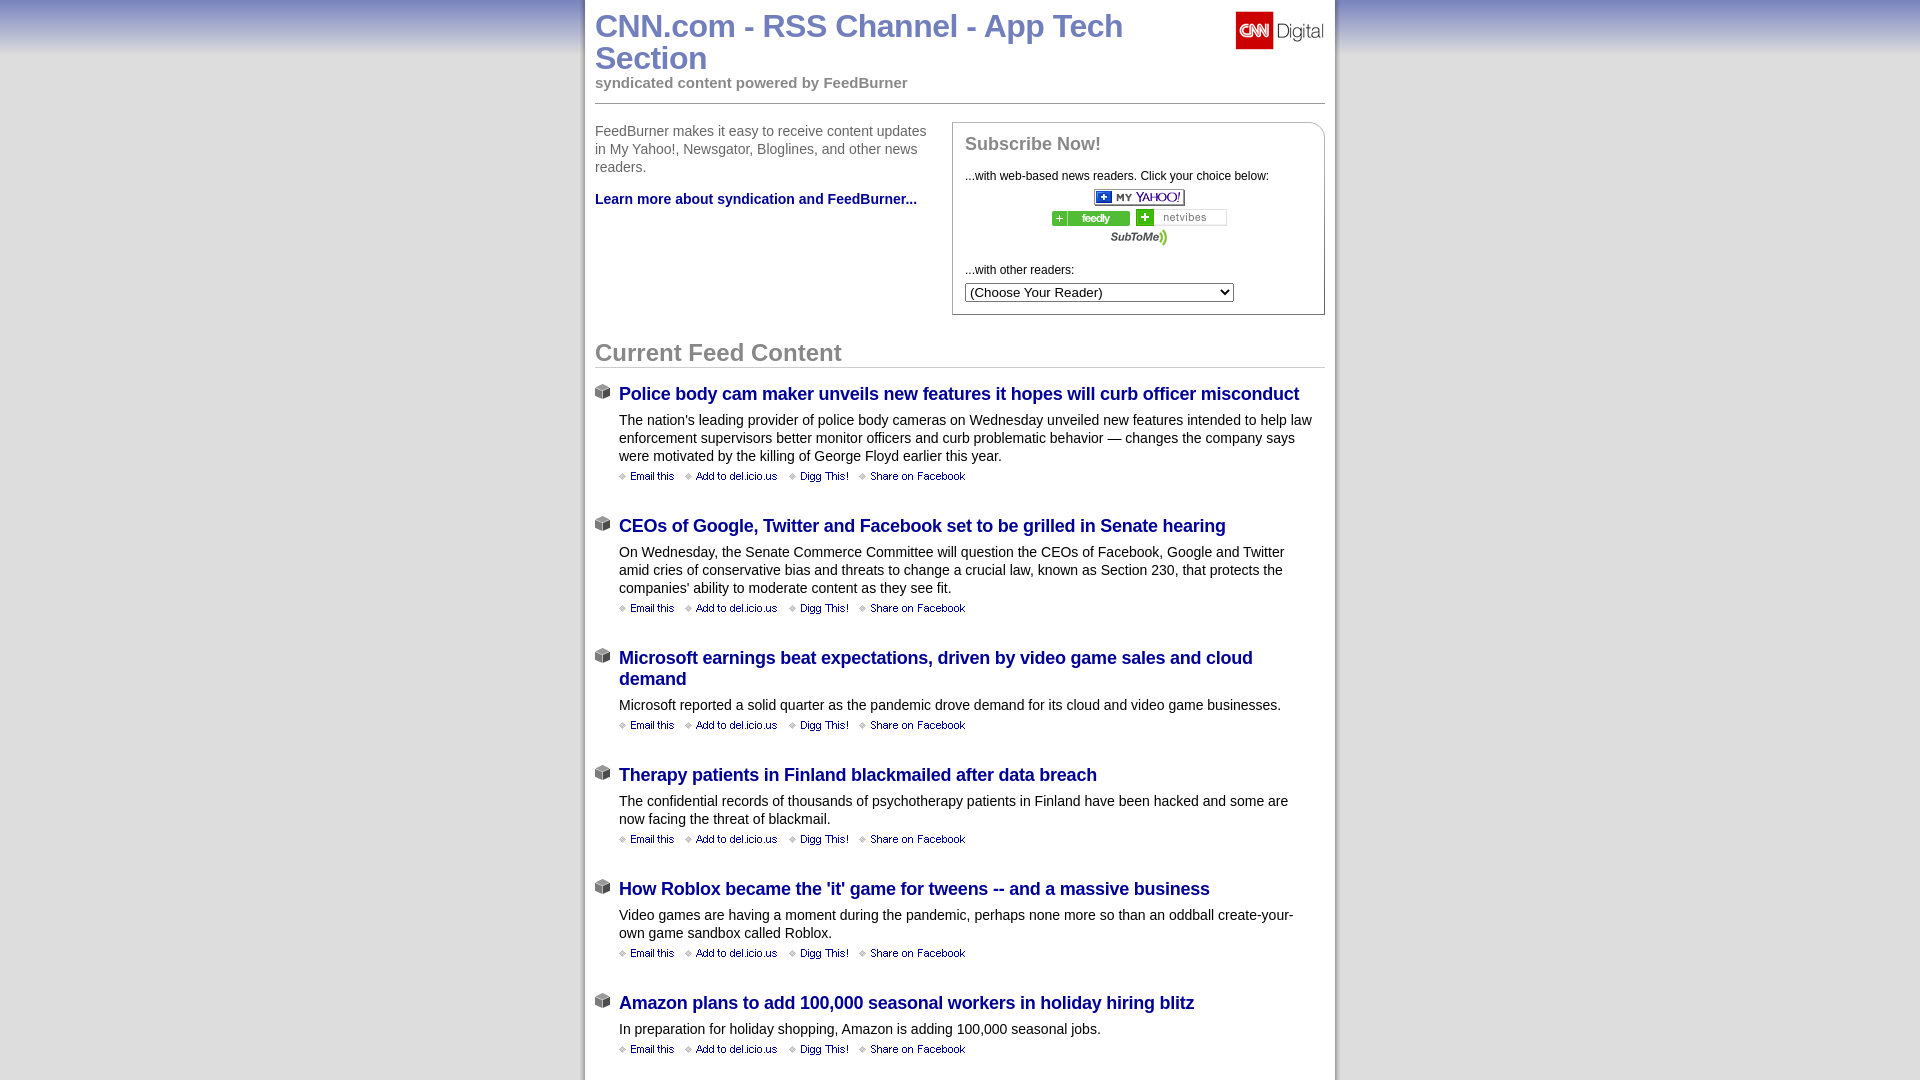 CNN.com - RSS Channel - App Tech
Section
syndicated content powered by FeedBurner
CNN Digital
FeedBurner makes it easy to receive content updates
in My Yahoo!, Newsgator, Bloglines, and other news
readers.
Learn more about syndication and FeedBurner...
Subscribe Now!
...with web-based news readers. Click your choice below:
MY YAHOO!
feedly netvibes
SubToMe
...with other readers:
(Choose Your Reader)
Current Feed Content
Police body cam maker unveils new features it hopes will curb officer misconduct
The nation's leading provider of police body cameras on Wednesday unveiled new features intended to help law
enforcement supervisors better monitor officers and curb problematic behavior — changes the company says
were motivated by the killing of George Floyd earlier this year.
Email this Add to del.icio.us Digg This! Share on Facebook
CEOs of Google, Twitter and Facebook set to be grilled in Senate hearing
On Wednesday, the Senate Commerce Committee will question the CEOs of Facebook, Google and Twitter
amid cries of conservative bias and threats to change a crucial law, known as Section 230, that protects the
companies' ability to moderate content as they see fit.
Email this Add to del.icio.us Digg This! Share on Facebook
Microsoft earnings beat expectations, driven by video game sales and cloud
demand
Microsoft reported a solid quarter as the pandemic drove demand for its cloud and video game businesses.
Email this Add to del.icio.us Digg This! Share on Facebook
Therapy patients in Finland blackmailed after data breach
The confidential records of thousands of psychotherapy patients in Finland have been hacked and some are
now facing the threat of blackmail.
Email this Add to del.icio.us Digg This! Share on Facebook
How Roblox became the 'it' game for tweens -- and a massive business
Video games are having a moment during the pandemic, perhaps none more so than an oddball create-your-
own game sandbox called Roblox.
Email this Add to del.icio.us Digg This! Share on Facebook
Amazon plans to add 100,000 seasonal workers in holiday hiring blitz
In preparation for holiday shopping, Amazon is adding 100,000 seasonal jobs.
Email this Add to del.icio.us Digg This! Share on Facebook